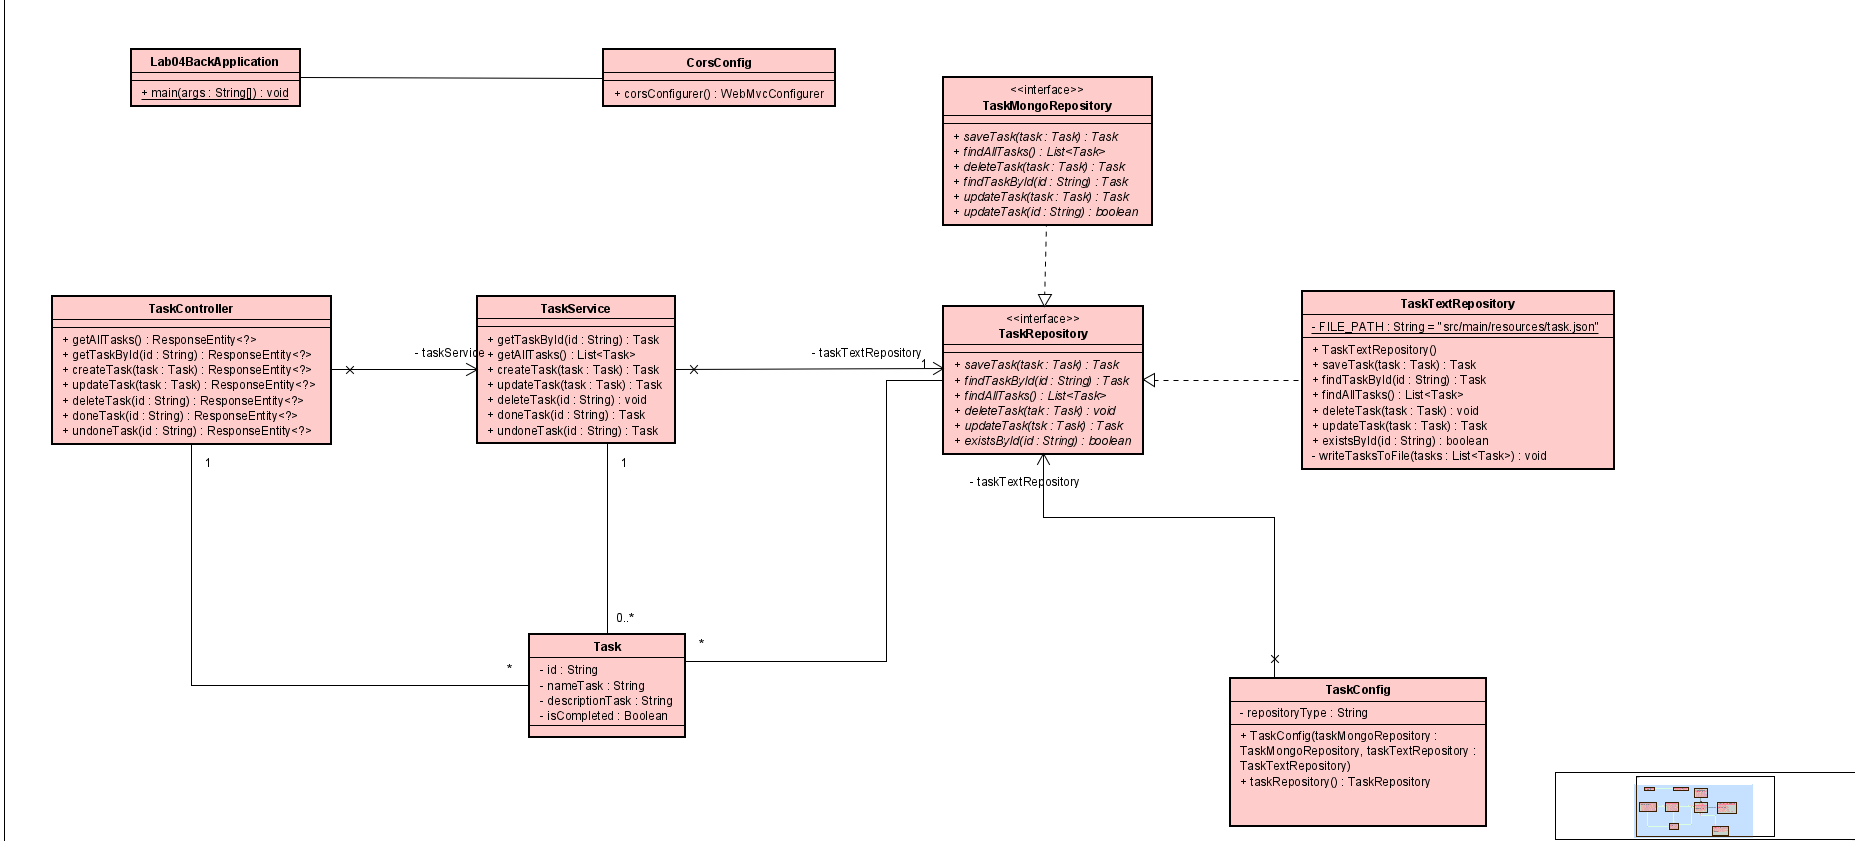 Lab04BackApplication
+ main(args : String[]) : void
CorsConfig
+ corsConfigurer() : WebMvcConfigurer
<<interface>>
TaskMongoRepository
+ saveTask(task : Task) : Task
+ findAllTasks() : List<Task>
+ deleteTask(task : Task) : Task
+ findTaskById(id : String) : Task
+ updateTask(task : Task) : Task
+ updateTask(id : String) : boolean
TaskController
+ getAllTasks() : ResponseEntity<?>
+ getTaskById(id : String) : ResponseEntity<?>
+ createTask(task : Task) : ResponseEntity<?>
+ updateTask(task : Task) : ResponseEntity<?>
+ deleteTask(id : String) : ResponseEntity<?>
+ doneTask(id : String) : ResponseEntity<?>
+ undoneTask(id : String) : ResponseEntity<?>
- taskService
TaskService
+ getTaskById(id : String) : Task
+ getAllTasks() : List<Task>
+ createTask(task : Task) : Task
+ updateTask(task : Task) : Task
+ deleteTask(id : String) : void
+ doneTask(id : String) : Task
+ undoneTask(id : String) : Task
- taskTextRepository
1
<<interface>>
TaskRepository
+ saveTask(task : Task) : Task
+ findTaskById(id : String) : Task
+ findAllTasks() : List<Task>
+ deleteTask(tak : Task) : void
+ updateTask(tsk : Task) : Task
+ existsById(id : String) : boolean
TaskTextRepository
- FILE_PATH : String = "src/main/resources/task.json"
+ TaskTextRepository()
+ saveTask(task : Task) : Task
+ findTaskById(id : String) : Task
+ findAllTasks() : List<Task>
+ deleteTask(task : Task) : void
+ updateTask(task : Task) : Task
+ existsById(id : String) : boolean
- writeTasksToFile(tasks : List<Task>) : void
1
1
- taskTextRepository
0..*
*
*
Task
- id : String
- nameTask : String
- descriptionTask : String
- isCompleted : Boolean
TaskConfig
- repositoryType : String
+ TaskConfig(taskMongoRepository :
TaskMongoRepository, taskTextRepository :
TaskTextRepository)
+ taskRepository() : TaskRepository